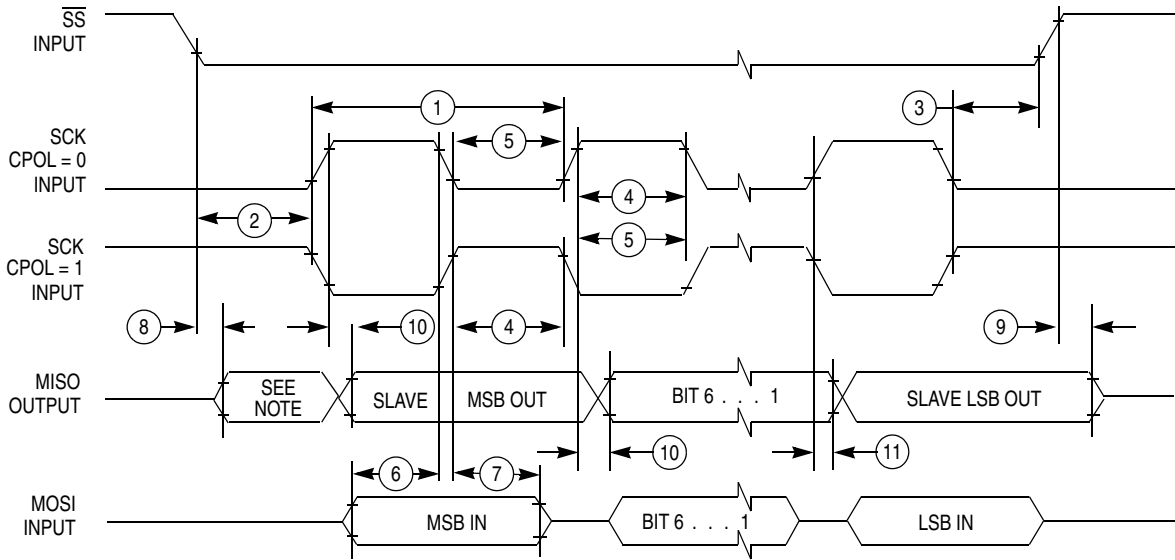 SS
INPUT
1
3
SCK
CPOL = 0
INPUT
5
4
2
5
SCK
CPOL = 1
INPUT
8
10
4
9
MISO
OUTPUT
SEE
NOTE
SLAVE
MSB OUT
BIT 6 . . . 1
SLAVE LSB OUT
10
11
6
7
MOSI
INPUT
MSB IN
BIT 6 . . . 1
LSB IN